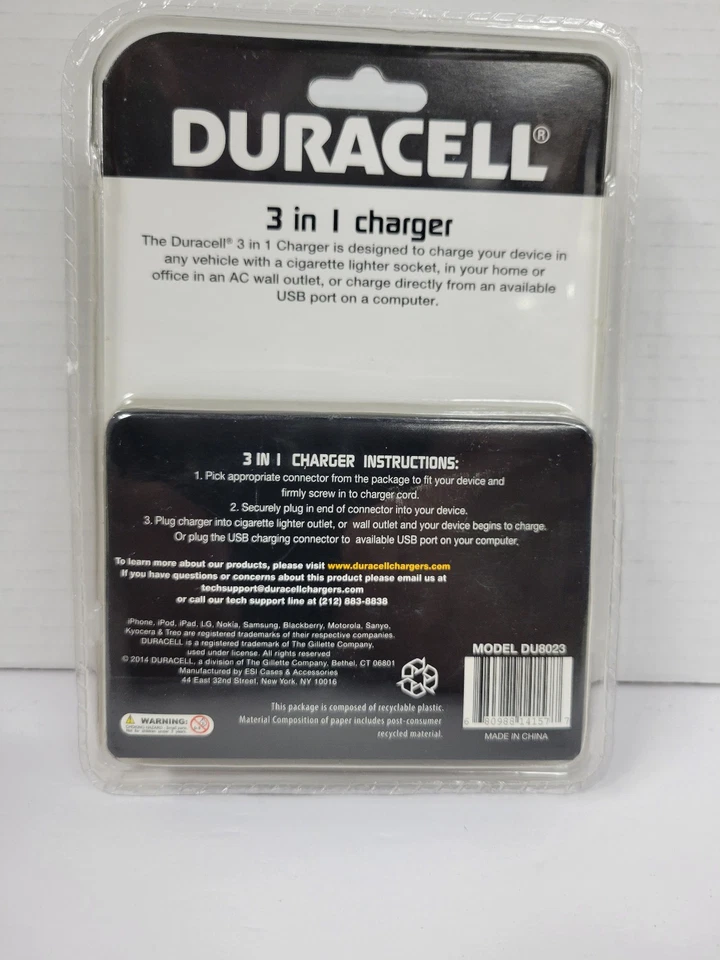 DURACELL®
3 in 1 charger
The Duracell® 3 in 1 Charger is designed to charge your device in
any vehicle with a cigarette lighter socket, in your home or
office in an AC wall outlet, or charge directly from an available
USB port on a computer.
3 IN 1 CHARGER INSTRUCTIONS:
1. Pick appropriate connector from the package to fit your device and
firmly screw in to charger cord.
2. Securely plug in end of connector into your device.
3. Plug charger into cigarette lighter outlet, or wall outlet and your device begins to charge.
Or plug the USB charging connector to available USB port on your computer.
To learn more about our products, please visit www.duracellchargers.com
If you have questions or concerns about this product please email us at
techsupport@duracellchargers.com
or call our tech support line at (212) 883-8838
iPhone, iPod, iPad, LG, Nokia, Samsung, Blackberry, Motorola, Sanyo,
Kyocera & Treo are registered trademarks of their respective companies.
DURACELL is a registered trademark of The Gillette Company,
used under license. All rights reserved
© 2014 DURACELL, a division of The Gillette Company, Bethel, CT 06801
Manufactured by ESI Cases & Accessories
44 East 32nd Street, New York, NY 10016
This package is composed of recyclable plastic.
Material Composition of paper includes post-consumer
recycled material.
WARNING:
MODEL DU8023
6 80988 14157 7
MADE IN CHINA